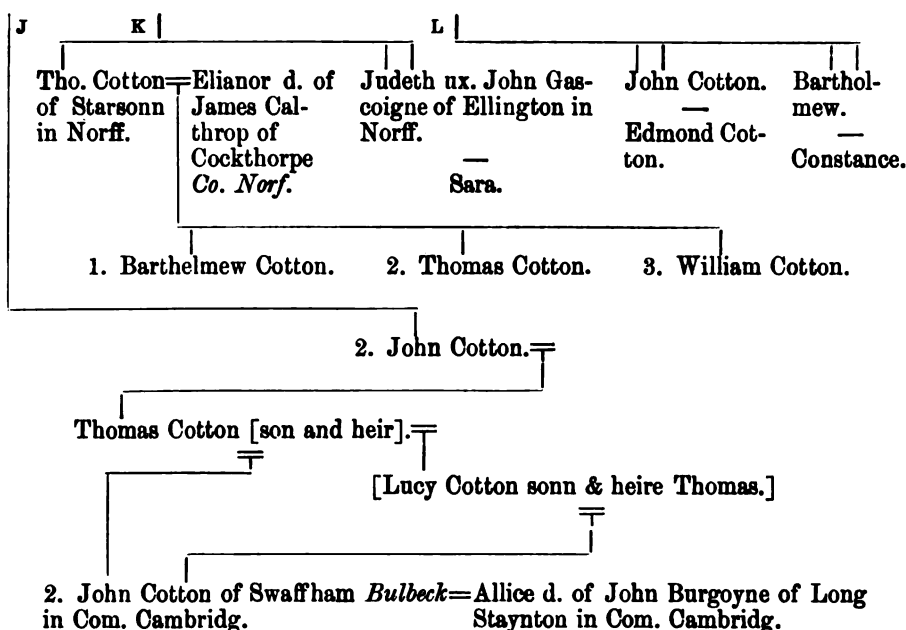 J K L
Tho. Cotton=Elianor d. of
of Starsonn James Cal-
in Norff. throp of
Cockthorpe
Co. Norf.
Judeth ux. John Gas-
coigne of Ellington in
Norff.
—
Sara.
John Cotton.
—
Edmond Cot-
ton.
Barthol-
mew.
—
Constance.
1. Barthelmew Cotton. 2. Thomas Cotton. 3. William Cotton.
2. John Cotton.=
Thomas Cotton [son and heir].=
[Lucy Cotton sonn & heire Thomas.]
2. John Cotton of Swaffham Bulbeck=Allice d. of John Burgoyne of Long
in Com. Cambridg. Staynton in Com. Cambridg.